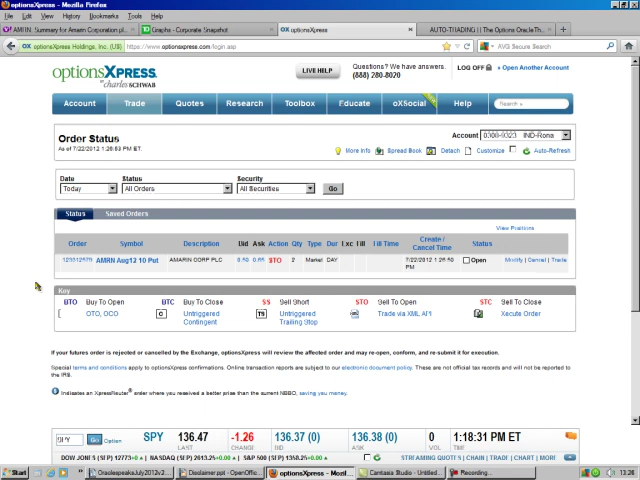 optionsXpress - Mozilla Firefox
File Edit View History Bookmarks Tools Help
AMRN: Summary for Amarin Corporation pl...
Graphs - Corporate Snapshot
optionsXpress
AUTO-TRADING | The Options OracleTh...
optionsXpress Holdings, Inc. (US)
https://www.optionsxpress.com/login.asp
AVG Secure Search
optionsXpress
by charles SCHWAB
LIVE HELP
Questions? We have answers.
(888) 280-8020
LOG OFF
» Open Another Account
Account Trade Quotes Research Toolbox Educate oXSocial Help
Search »
Order Status
As of 7/22/2012 1:26:53 PM ET.
Account
More Info Spread Book Detach Customize Auto-Refresh
Date Status Security
Today All Orders All Securities Go
Status Saved Orders
View Positions
Order Symbol Description Bid Ask Action Qty Type Dur Exc Fill Fill Time Create / Cancel Time Status
AMRN Aug12 10 Put AMARIN CORP PLC STO 2 Market DAY 7/22/2012 1:26:50 PM Open Modify | Cancel | Trade
Key
BTO Buy To Open BTC Buy To Close SS Sell Short STO Sell To Open STC Sell To Close
OTO, OCO C Untriggered Contingent TS Untriggered Trailing Stop Trade via XML API Xecute Order
If your futures order is rejected or cancelled by the Exchange, optionsXpress will review the affected order and may re-open, conform, and re-submit it for execution.
Special terms and conditions apply to optionsXpress confirmations. Online transaction reports are subject to our electronic document policy. These are not official tax records and will not be reported to the IRS.
Indicates an XpressRouter® order where you received a better price than the current NBBO, saving you money.
SPY Go Option SPY 136.47 -1.26 136.37 (0) 136.38 (0) 0 1:18:31 PM ET
LAST CHANGE BID ASK VOL TIME
STREAMING QUOTES | CHAIN | TRADE | CHART | MORE
Start
Disclaimer.ppt - OpenOffic...
optionsXpress - Mozil...
Camtasia Studio - Untitled...
Recording...
13:26